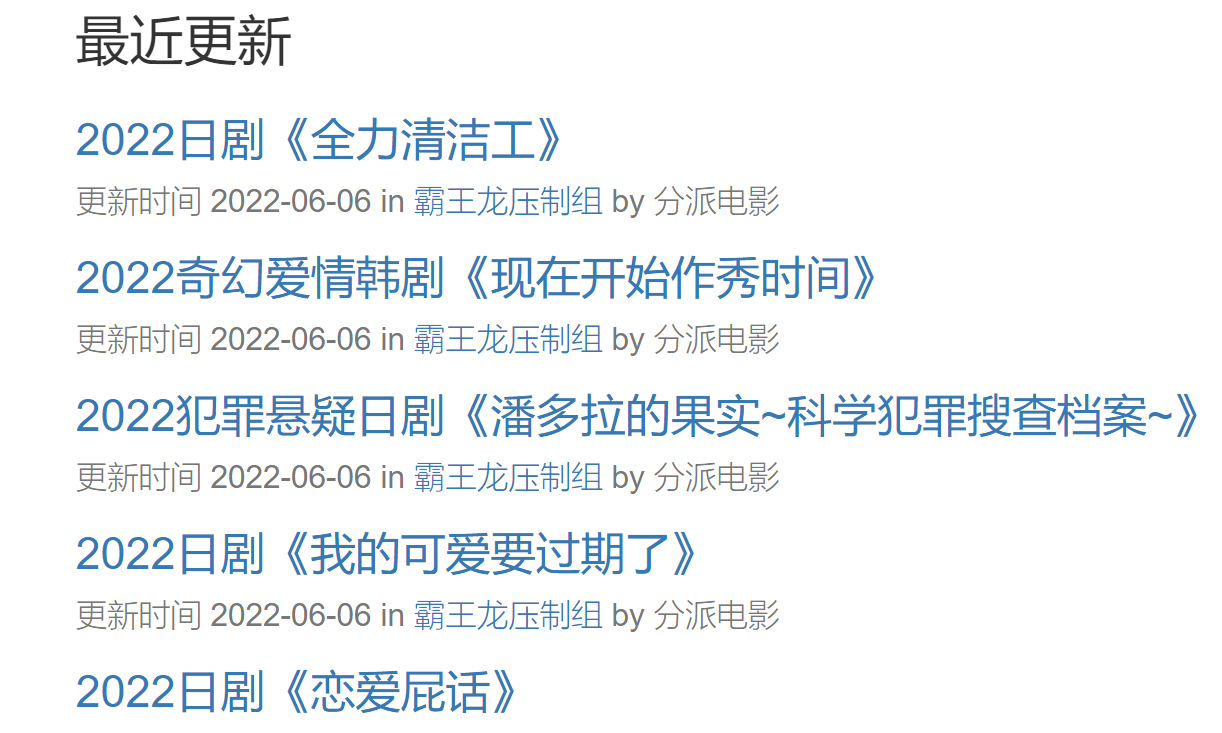 最近更新
2022日剧《全力清洁工》
更新时间 2022-06-06 in 霸王龙压制组 by 分派电影
2022奇幻爱情韩剧《现在开始作秀时间》
更新时间 2022-06-06 in 霸王龙压制组 by 分派电影
2022犯罪悬疑日剧《潘多拉的果实~科学犯罪搜查档案~》
更新时间 2022-06-06 in 霸王龙压制组 by 分派电影
2022日剧《我的可爱要过期了》
更新时间 2022-06-06 in 霸王龙压制组 by 分派电影
2022日剧《恋爱屁话》